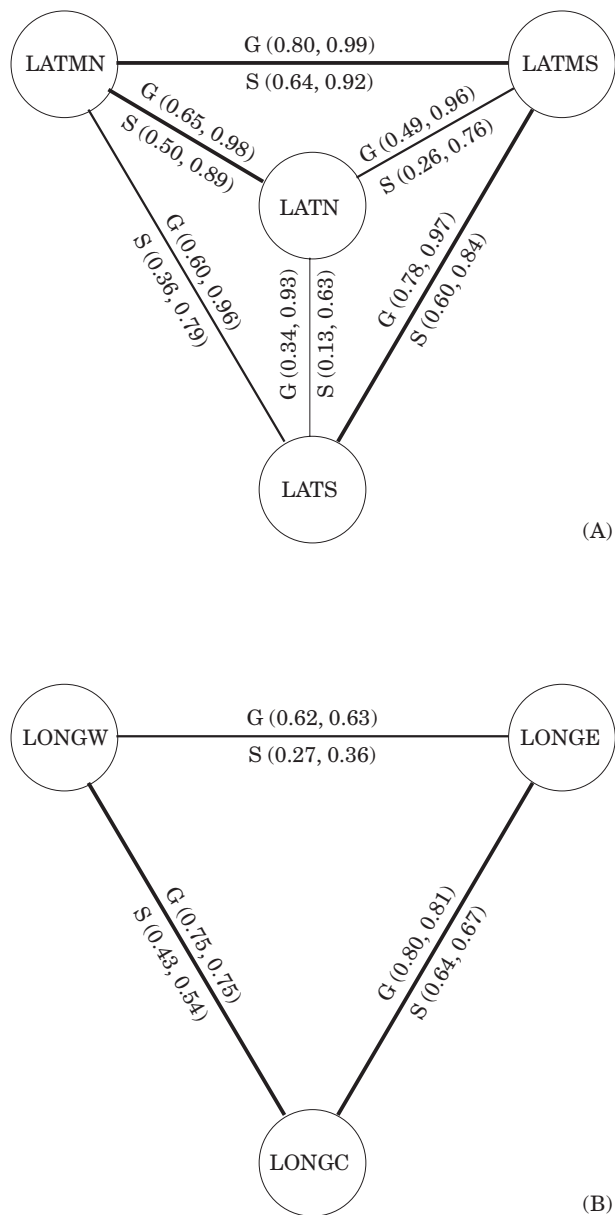 G (0.80, 0.99)
LATMN
LATMS
S (0.64, 0.92)
G (0.65, 0.98)
S (0.50, 0.89)
G (0.49, 0.96)
S (0.26, 0.76)
LATN
G (0.60, 0.96)
S (0.36, 0.79)
G (0.34, 0.93)
S (0.13, 0.63)
G (0.78, 0.97)
S (0.60, 0.84)
LATS
(A)
G (0.62, 0.63)
LONGW
LONGE
S (0.27, 0.36)
G (0.75, 0.75)
S (0.43, 0.54)
G (0.80, 0.81)
S (0.64, 0.67)
LONGC
(B)